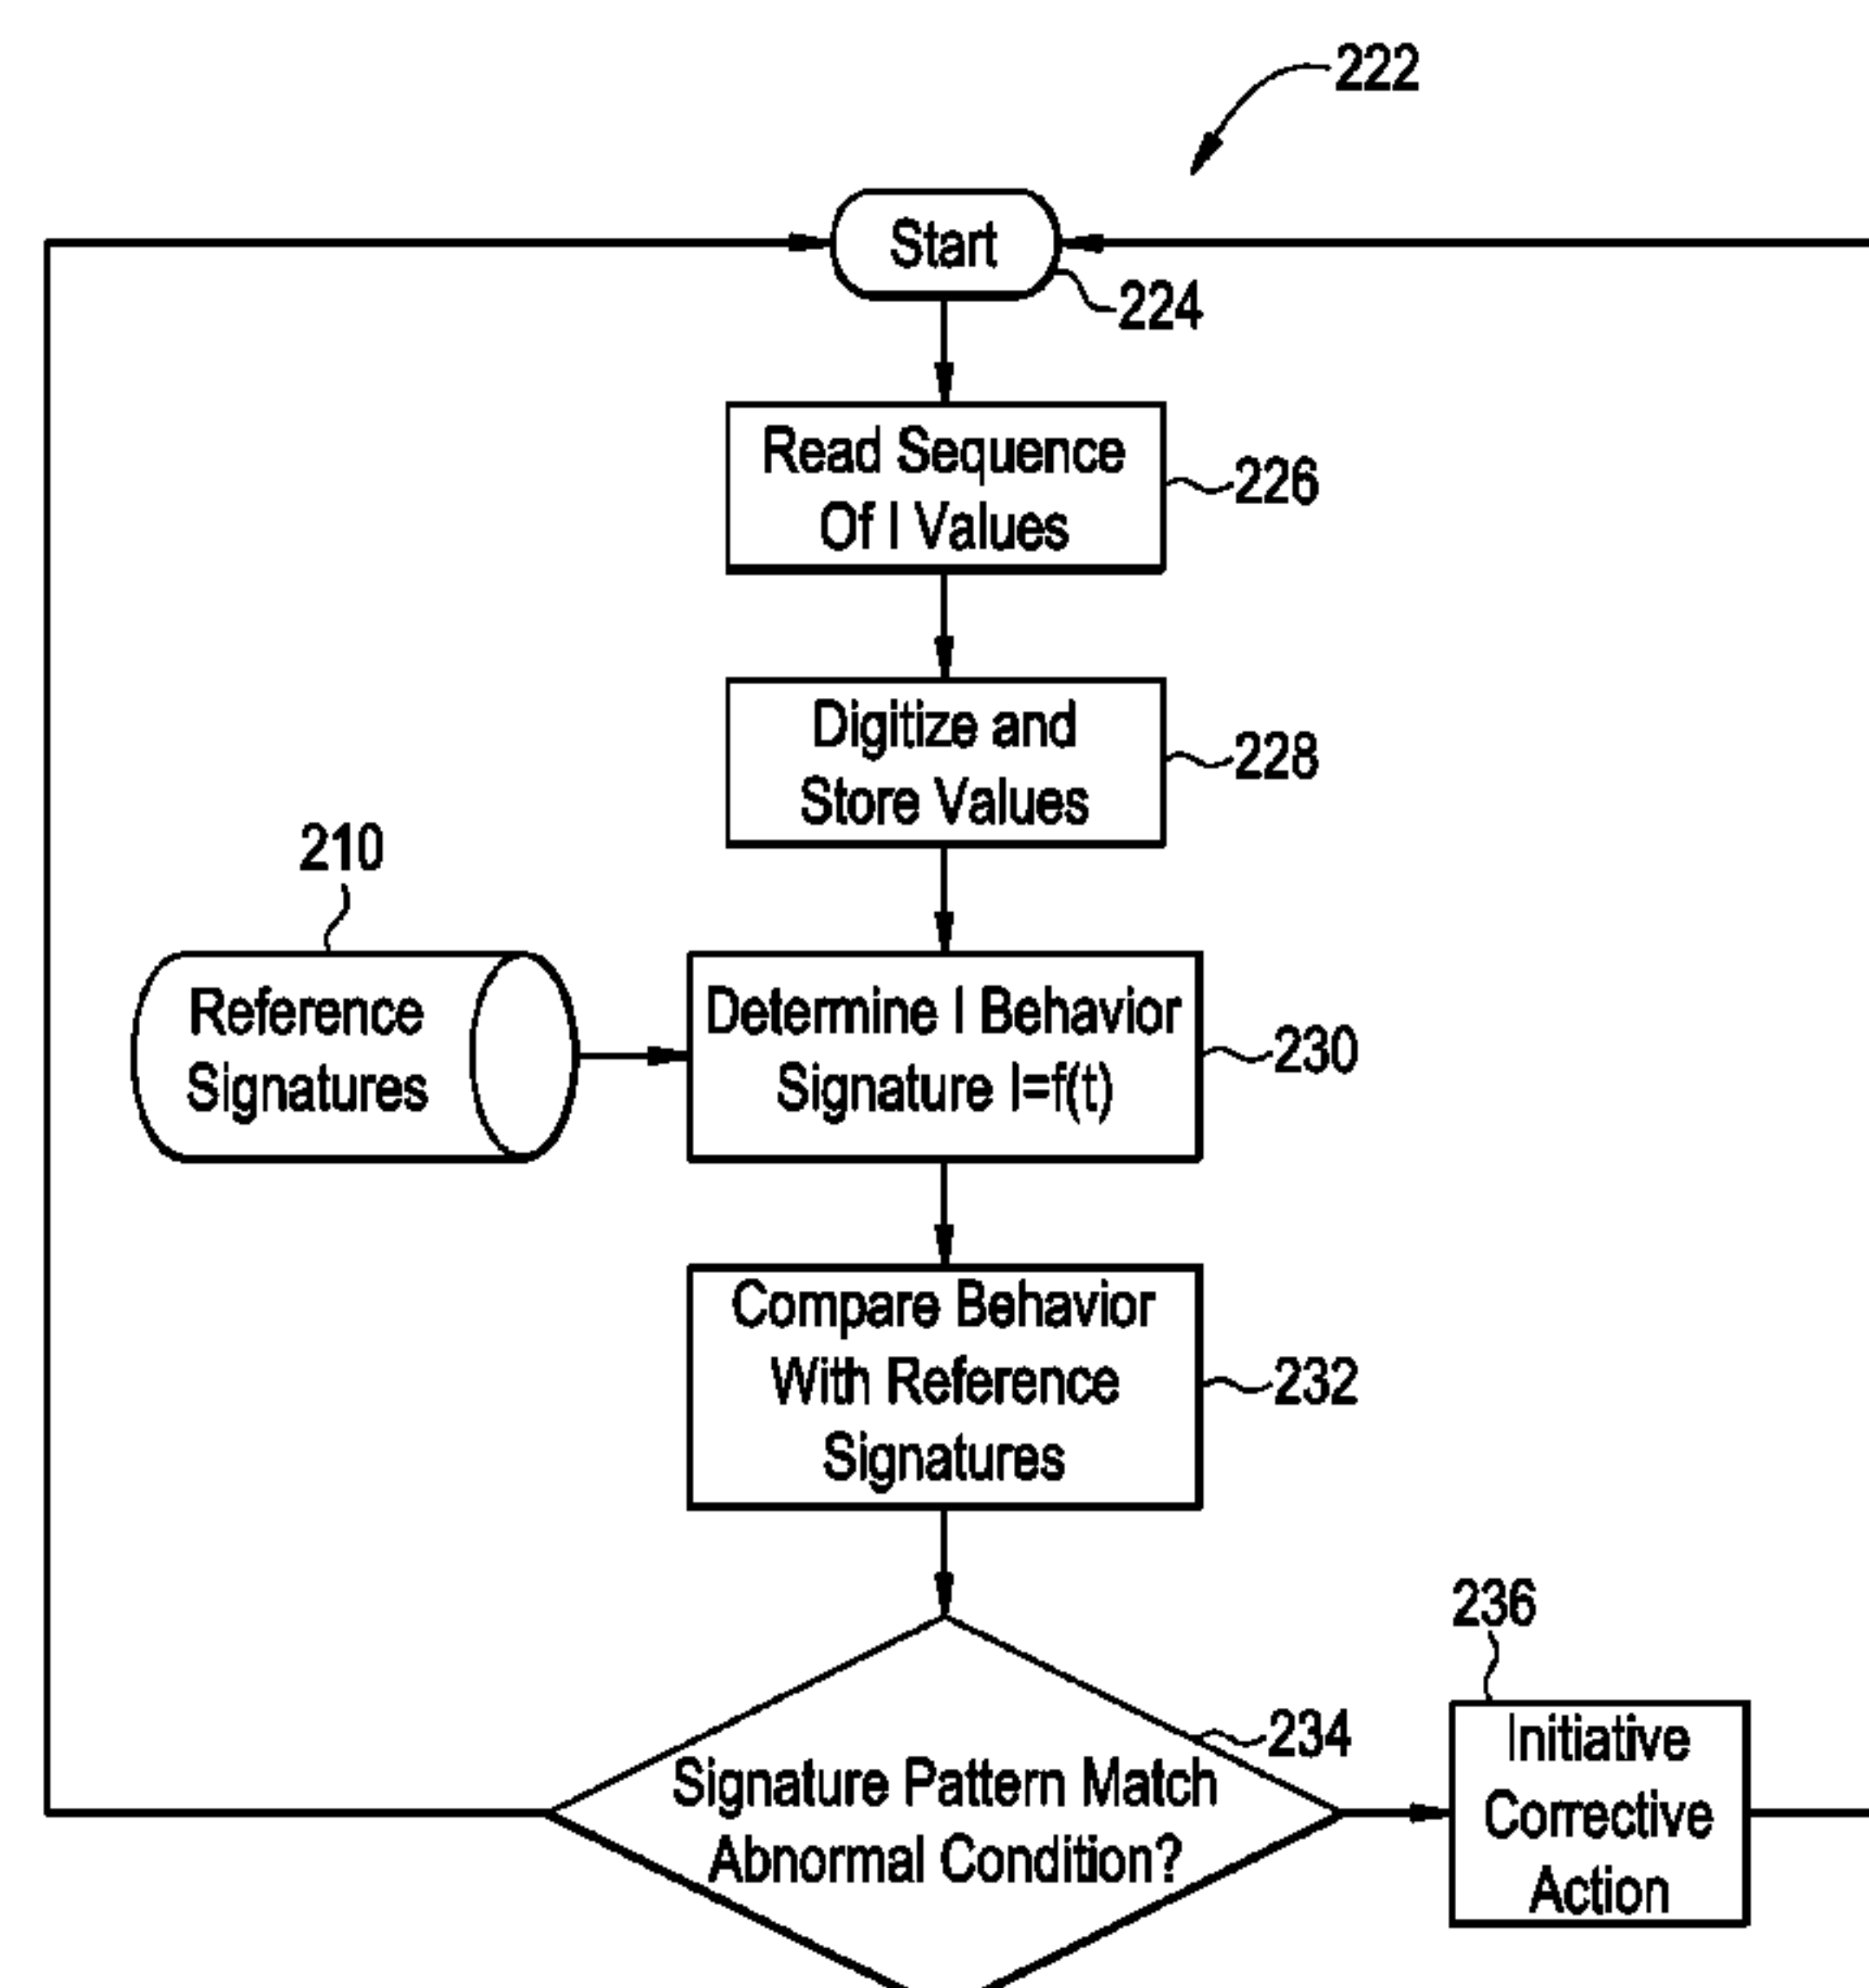 222
Start
224
Read Sequence
Of I Values
226
Digitize and
Store Values
228
210
Reference
Signatures
Determine I Behavior
Signature I=f(t)
230
Compare Behavior
With Reference
Signatures
232
236
234
Signature Pattern Match
Abnormal Condition?
Initiative
Corrective
Action